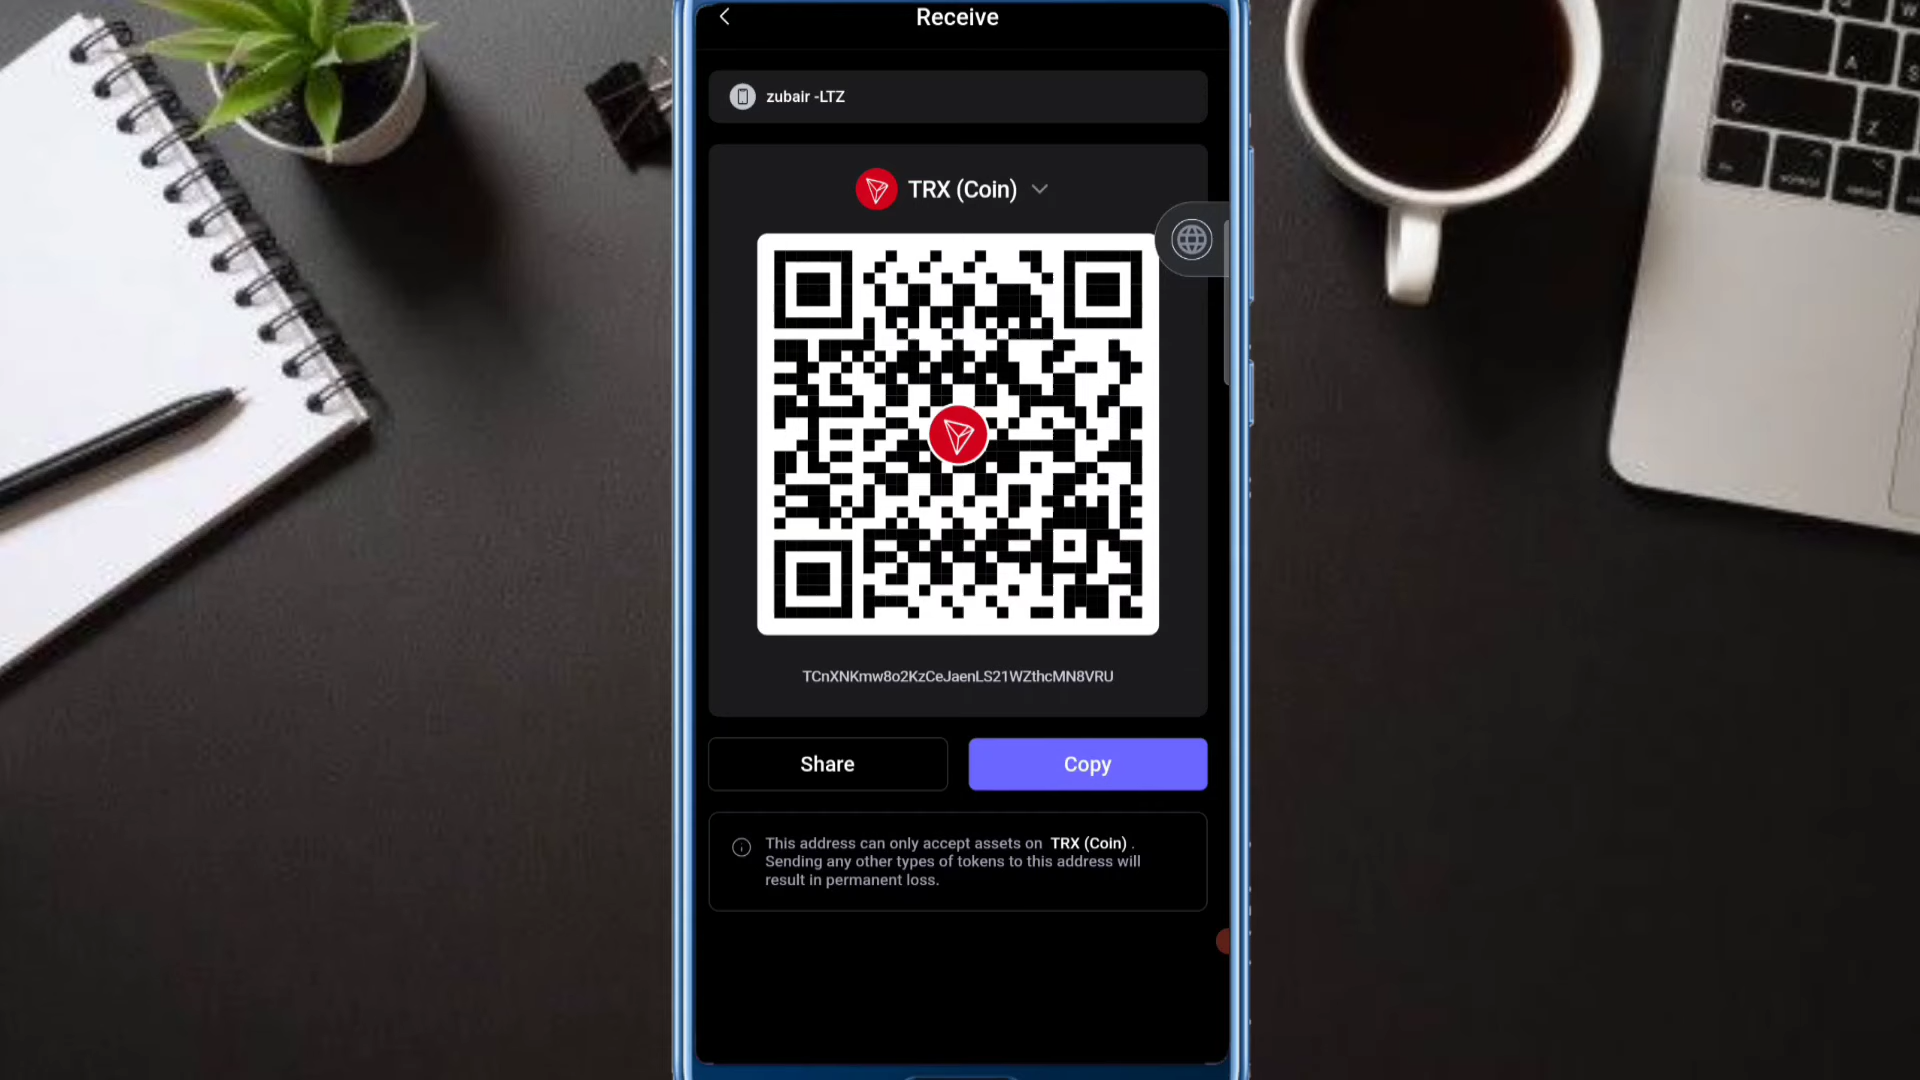 Receive
zubair -LTZ
TRX (Coin)
TCnXNKmw8o2KzCeJaenLS21WZthcMN8VRU
Share
Copy
This address can only accept assets on TRX (Coin) .
Sending any other types of tokens to this address will
result in permanent loss.
A
Z